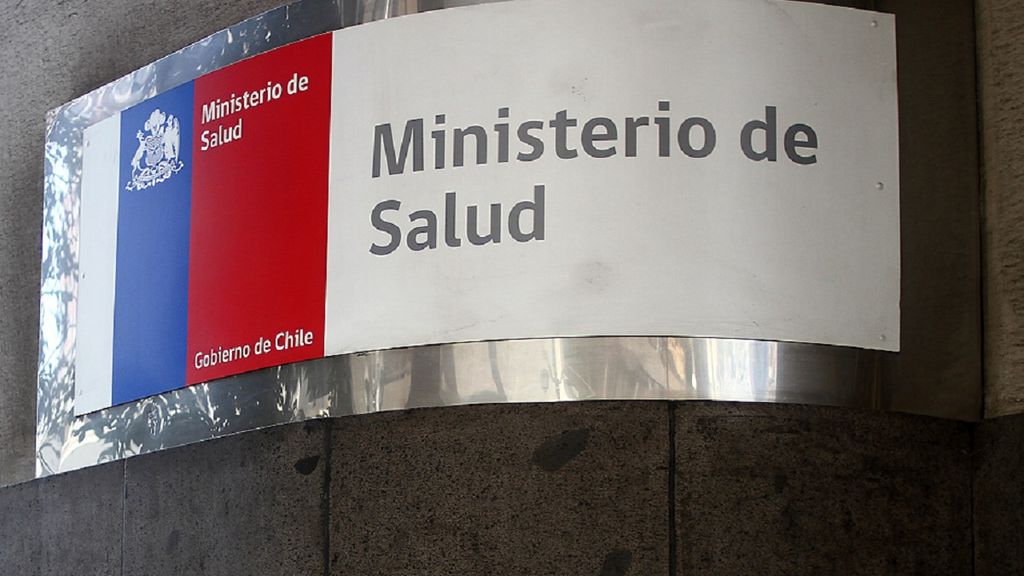 Ministerio de
Salud
Gobierno de Chile
Ministerio de
Salud